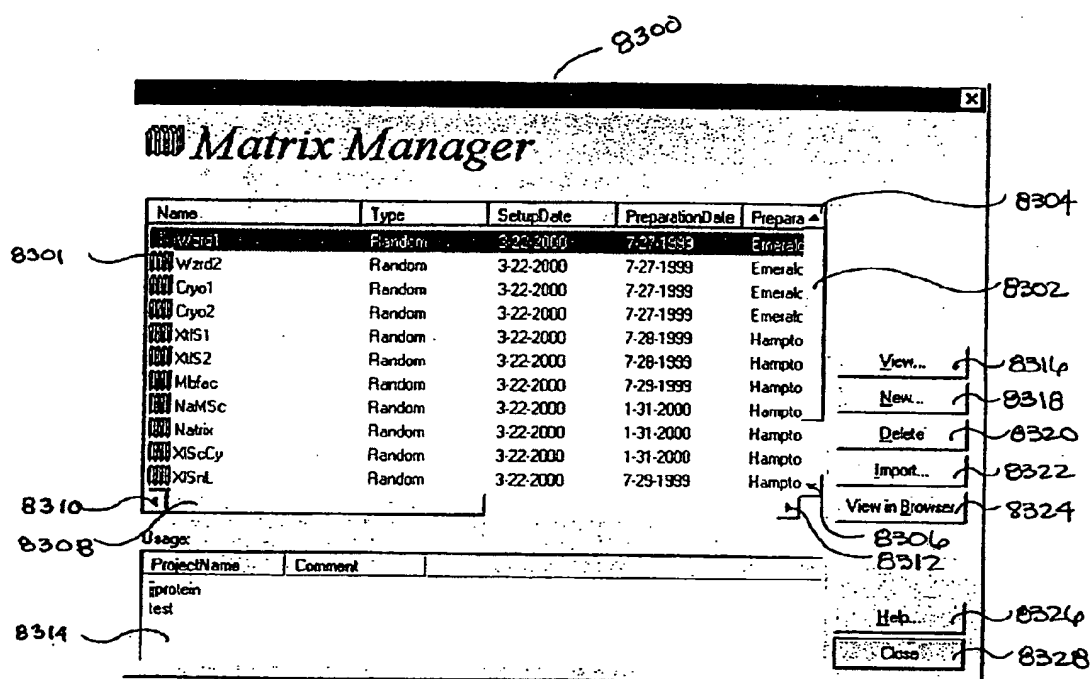 8300
Matrix Manager
Name Type SetupDate PreparationDate Prepara
8304
Wzrd1 Random 3-22-2000 7-27-1999 Emeralc
8301
Wzrd2 Random 3-22-2000 7-27-1999 Emeralc
8302
Cryo1 Random 3-22-2000 7-27-1999 Emeralc
Cryo2 Random 3-22-2000 7-27-1999 Emeralc
XtlS1 Random 3-22-2000 7-28-1999 Hampto
XtlS2 Random 3-22-2000 7-28-1999 Hampto
View... 8316
Mbfac Random 3-22-2000 7-29-1999 Hampto
New... 8318
NaMSc Random 3-22-2000 1-31-2000 Hampto
Natrix Random 3-22-2000 1-31-2000 Hampto
Delete 8320
XlScCy Random 3-22-2000 1-31-2000 Hampto
Import... 8322
XlSnL Random 3-22-2000 7-29-1999 Hampto
8310
View in Browser 8324
8308
8306
8312
Usage:
ProjectName Comment
jprotein
test
8314
Help... 8326
Close 8328